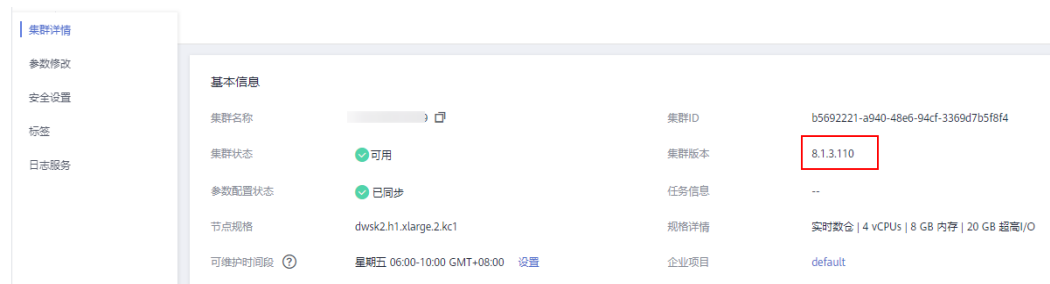 集群详情
参数修改
安全设置
标签
日志服务
基本信息
集群名称
集群ID b5692221-a940-48e6-94cf-3369d7b5f8f4
集群状态 可用 集群版本 8.1.3.110
参数配置状态 已同步 任务信息 --
节点规格 dwsk2.h1.xlarge.2.kc1 规格详情 实时数仓 | 4 vCPUs | 8 GB 内存 | 20 GB 超高I/O
可维护时间段 ? 星期五 06:00-10:00 GMT+08:00 设置 企业项目 default